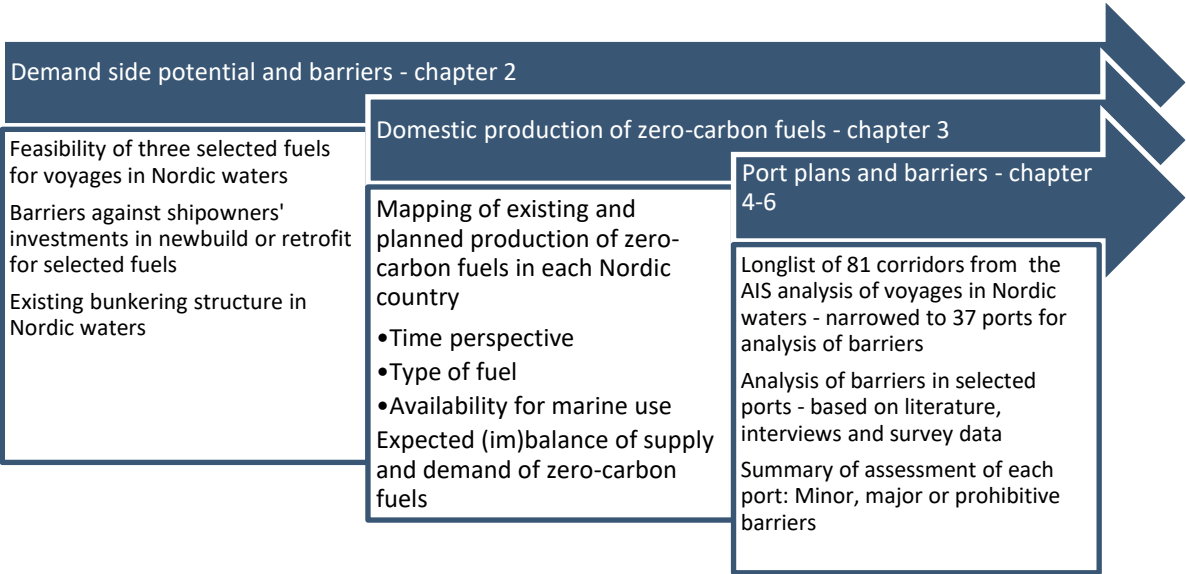 Demand side potential and barriers - chapter 2
Feasibility of three selected fuels
for voyages in Nordic waters
Barriers against shipowners'
investments in newbuild or retrofit
for selected fuels
Existing bunkering structure in
Nordic waters
Domestic production of zero-carbon fuels - chapter 3
Mapping of existing and
planned production of zero-
carbon fuels in each Nordic
country
•Time perspective
•Type of fuel
•Availability for marine use
Expected (im)balance of supply
and demand of zero-carbon
fuels
Port plans and barriers - chapter
4-6
Longlist of 81 corridors from the
AIS analysis of voyages in Nordic
waters - narrowed to 37 ports for
analysis of barriers
Analysis of barriers in selected
ports - based on literature,
interviews and survey data
Summary of assessment of each
port: Minor, major or prohibitive
barriers